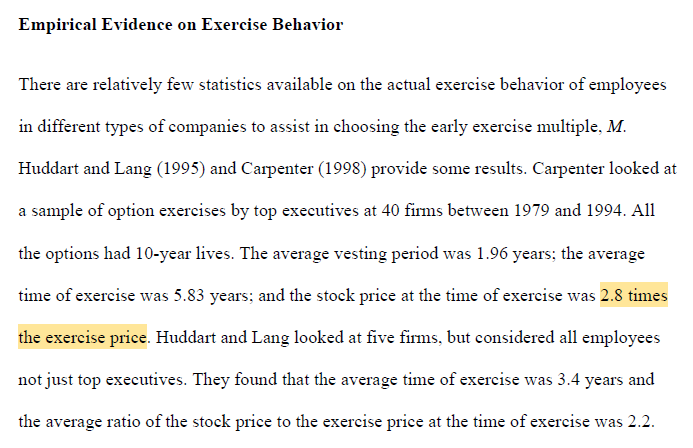 Empirical Evidence on Exercise Behavior
There are relatively few statistics available on the actual exercise behavior of employees
in different types of companies to assist in choosing the early exercise multiple, M.
Huddart and Lang (1995) and Carpenter (1998) provide some results. Carpenter looked at
a sample of option exercises by top executives at 40 firms between 1979 and 1994. All
the options had 10-year lives. The average vesting period was 1.96 years; the average
time of exercise was 5.83 years; and the stock price at the time of exercise was 2.8 times
the exercise price. Huddart and Lang looked at five firms, but considered all employees
not just top executives. They found that the average time of exercise was 3.4 years and
the average ratio of the stock price to the exercise price at the time of exercise was 2.2.